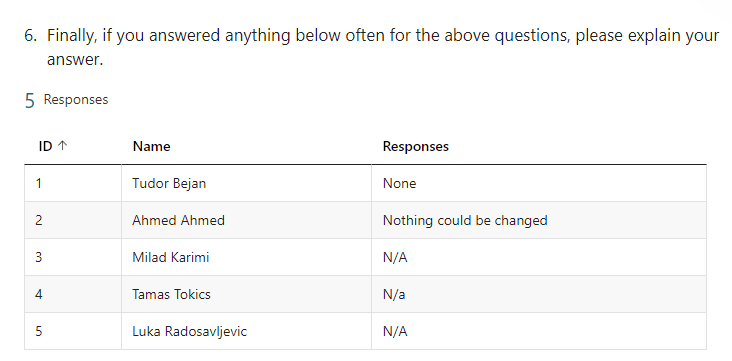 6. Finally, if you answered anything below often for the above questions, please explain your
answer.
5 Responses
ID ↑ Name Responses
1 Tudor Bejan None
2 Ahmed Ahmed Nothing could be changed
3 Milad Karimi N/A
4 Tamas Tokics N/a
5 Luka Radosavljevic N/A